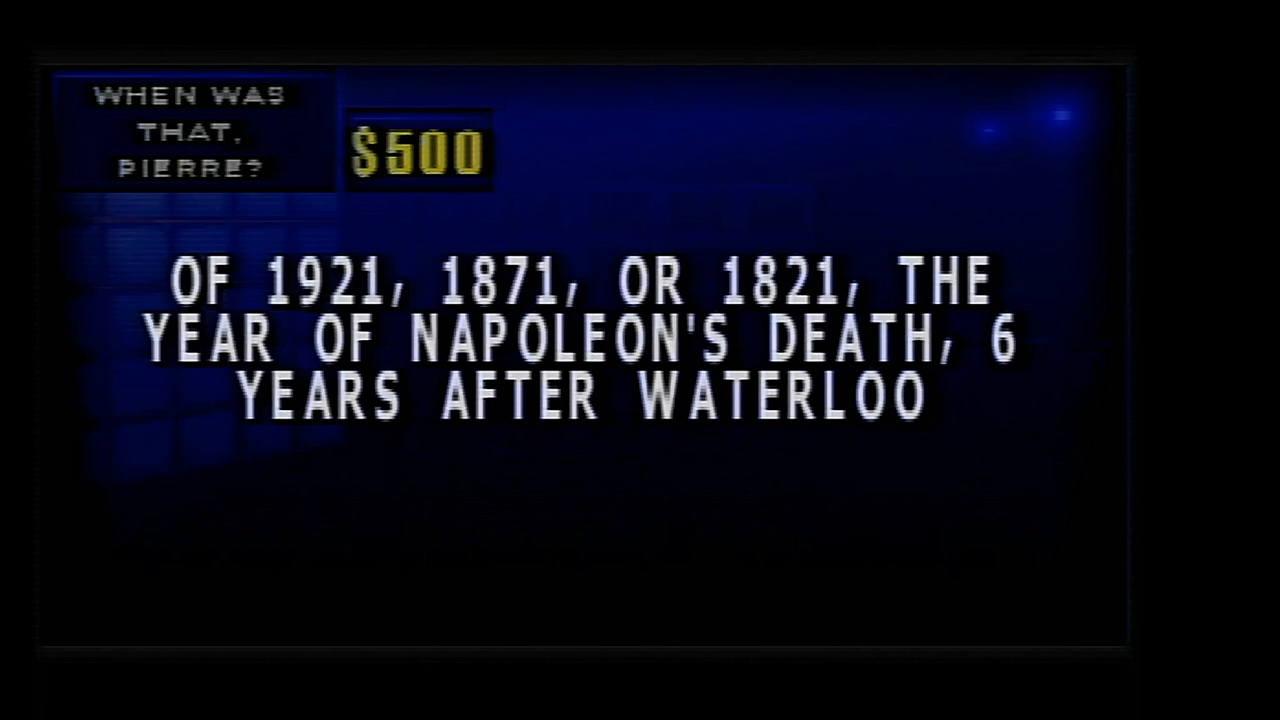 WHEN WAS
THAT,
PIERRE?
$500
OF 1921, 1871, OR 1821, THE
YEAR OF NAPOLEON'S DEATH, 6
YEARS AFTER WATERLOO